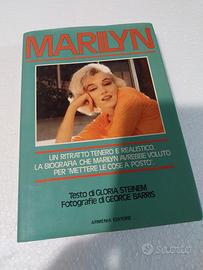 MARILYN
UN RITRATTO TENERO E REALISTICO.
LA BIOGRAFIA CHE MARILYN AVREBBE VOLUTO
PER "METTERE LE COSE A POSTO".
Testo di GLORIA STEINEM
Fotografie di GEORGE BARRIS
ARMENIA EDITORE
subito